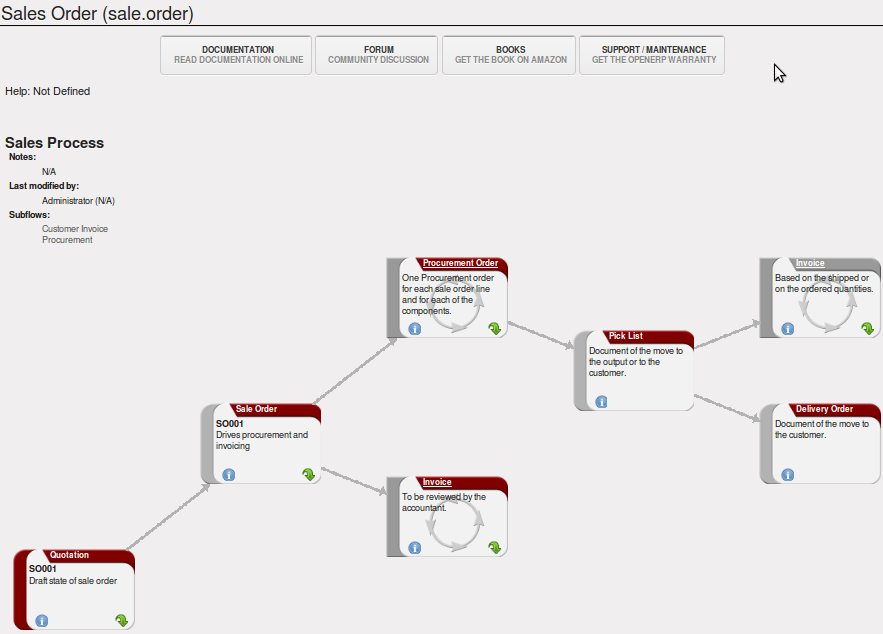 Sales Order (sale.order)
DOCUMENTATION
READ DOCUMENTATION ONLINE
FORUM
COMMUNITY DISCUSSION
BOOKS
GET THE BOOK ON AMAZON
SUPPORT / MAINTENANCE
GET THE OPENERP WARRANTY
Help: Not Defined
Sales Process
Notes:
N/A
Last modified by:
Administrator (N/A)
Subflows:
Customer Invoice
Procurement
Procurement Order
One Procurement order
for each sale order line
and for each of the
components.
Invoice
Based on the shipped or
on the ordered quantities.
Pick List
Document of the move to
the output or to the
customer.
Sale Order
SO001
Drives procurement and
invoicing
Delivery Order
Document of the move to
the customer.
Invoice
To be reviewed by the
accountant.
Quotation
SO001
Draft state of sale order